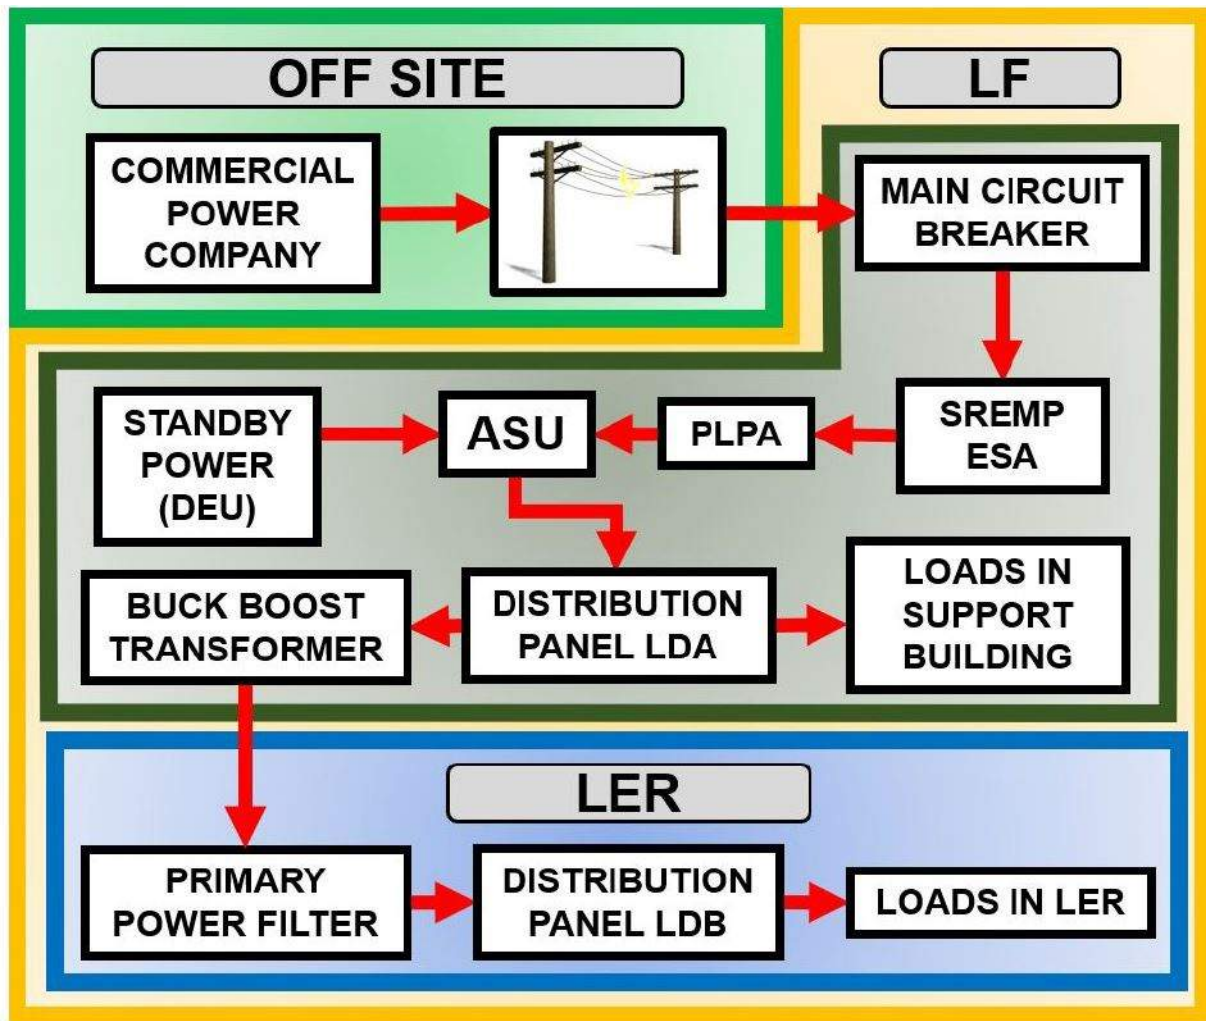 OFF SITE
LF
COMMERCIAL
POWER
COMPANY
MAIN CIRCUIT
BREAKER
STANDBY
POWER
(DEU)
ASU
PLPA
SREMP
ESA
BUCK BOOST
TRANSFORMER
DISTRIBUTION
PANEL LDA
LOADS IN
SUPPORT
BUILDING
LER
PRIMARY
POWER FILTER
DISTRIBUTION
PANEL LDB
LOADS IN LER